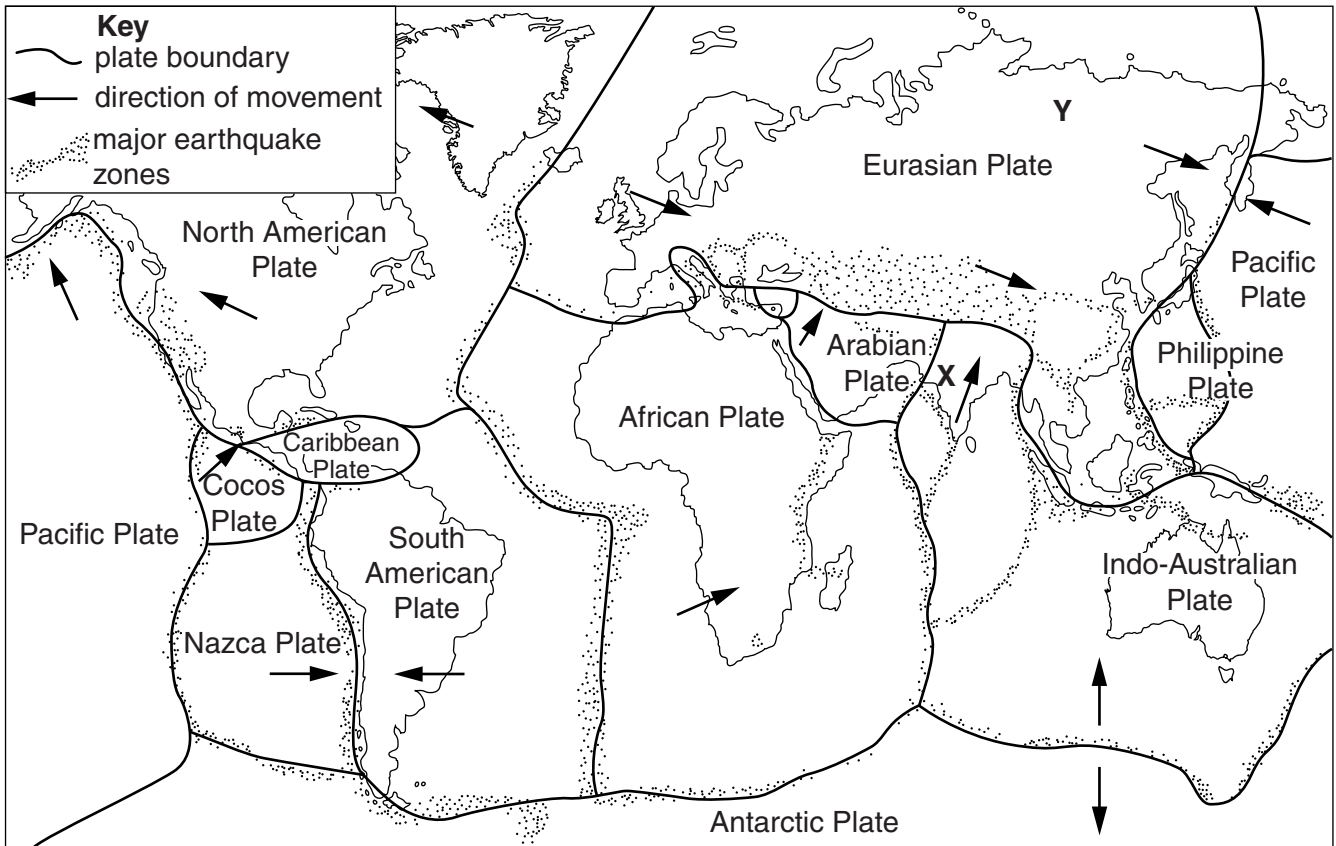 Key
plate boundary
direction of movement
major earthquake
zones
Y
Eurasian Plate
North American
Plate
Pacific
Plate
Arabian
Plate
X
Philippine
Plate
African Plate
Caribbean
Plate
Cocos
Plate
Pacific Plate
South
American
Plate
Indo-Australian
Plate
Nazca Plate
Antarctic Plate